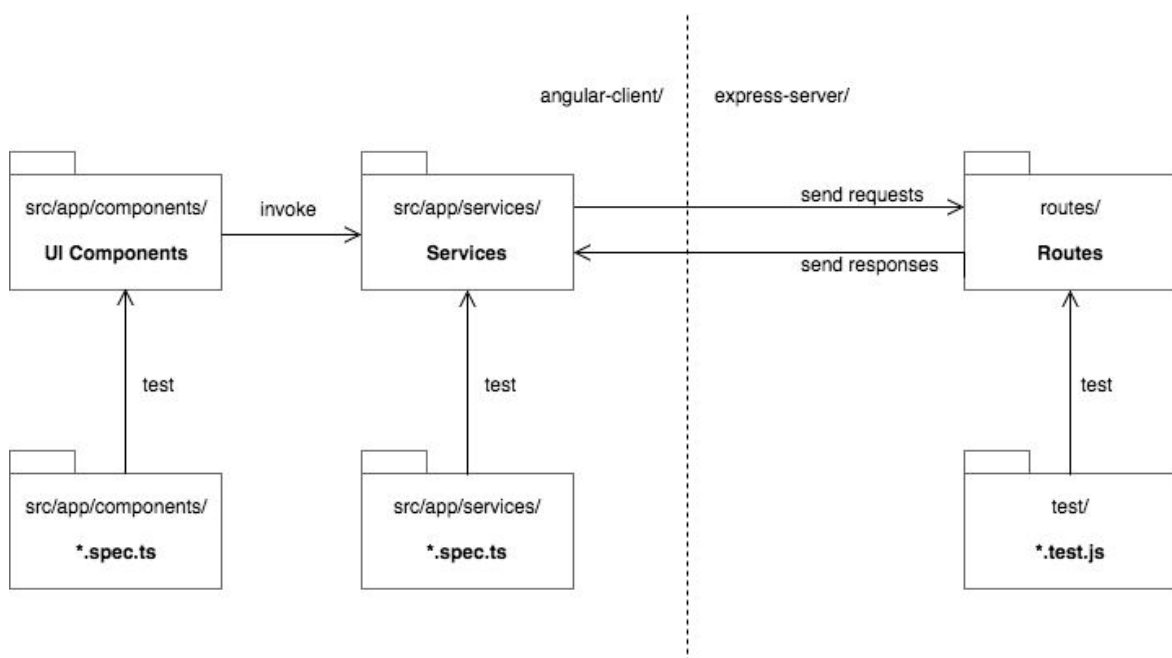 angular-client/
express-server/
src/app/components/
UI Components
invoke
src/app/services/
Services
send requests
send responses
routes/
Routes
test
test
test
src/app/components/
*.spec.ts
src/app/services/
*.spec.ts
test/
*.test.js